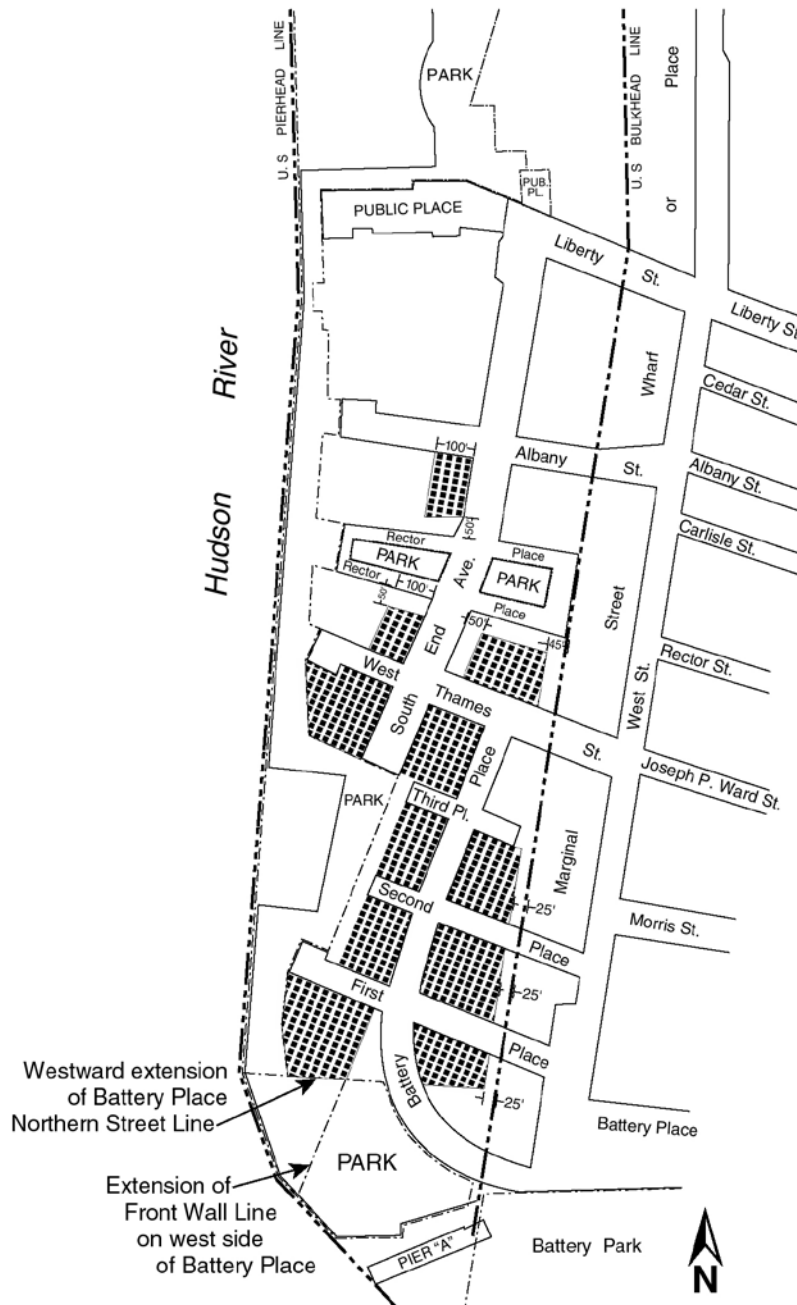 U.S PIERHEAD LINE
PARK
U.S BULKHEAD LINE
Place
or
PUB.
PL.
PUBLIC PLACE
Liberty
St.
Liberty St.
Hudson River
Wharf
Cedar St.
100'
Albany
St.
Albany St.
50'
Carlisle St.
Rector
Place
PARK
Ave.
PARK
Rector
100'
50'
Place
50'
45'
End
Street
Rector St.
West
South
Thames
St.
West St.
Joseph P. Ward St.
Place
PARK
Third Pl.
Marginal
Second
25'
Morris St.
Place
First
25'
Place
Westward extension
of Battery Place
Northern Street Line
Battery
25'
Battery Place
PARK
Extension of
Front Wall Line
on west side
of Battery Place
PIER "A"
Battery Park
N